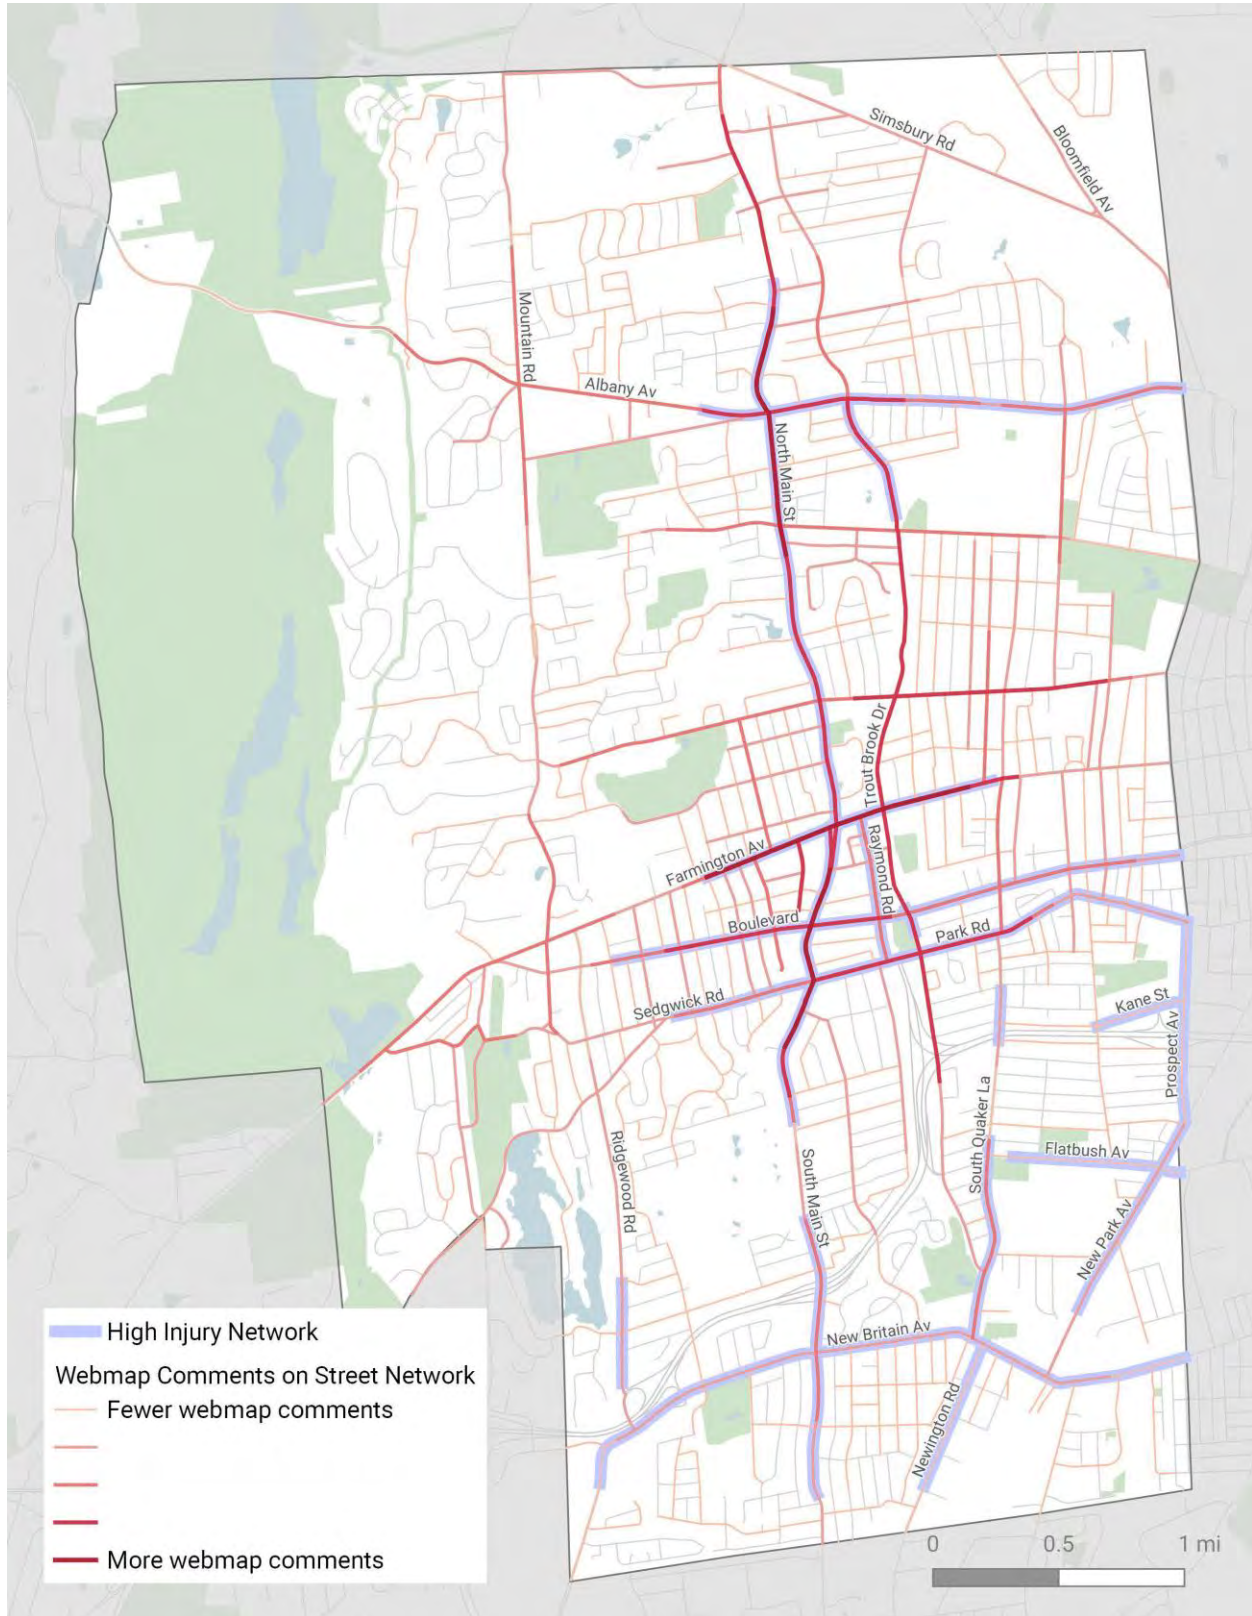 Simsbury Rd
Bloomfield Av
Mountain Rd
Albany Av
North Main St
Trout Brook Dr
Farmington Av
Raymond Rd
Boulevard
Park Rd
Sedgwick Rd
Kane St
Prospect Av
South Quaker La
Ridgewood Rd
Flatbush Av
South Main St
New Park Av
New Britain Av
Newington Rd
High Injury Network
Webmap Comments on Street Network
Fewer webmap comments
More webmap comments
0 0.5 1 mi